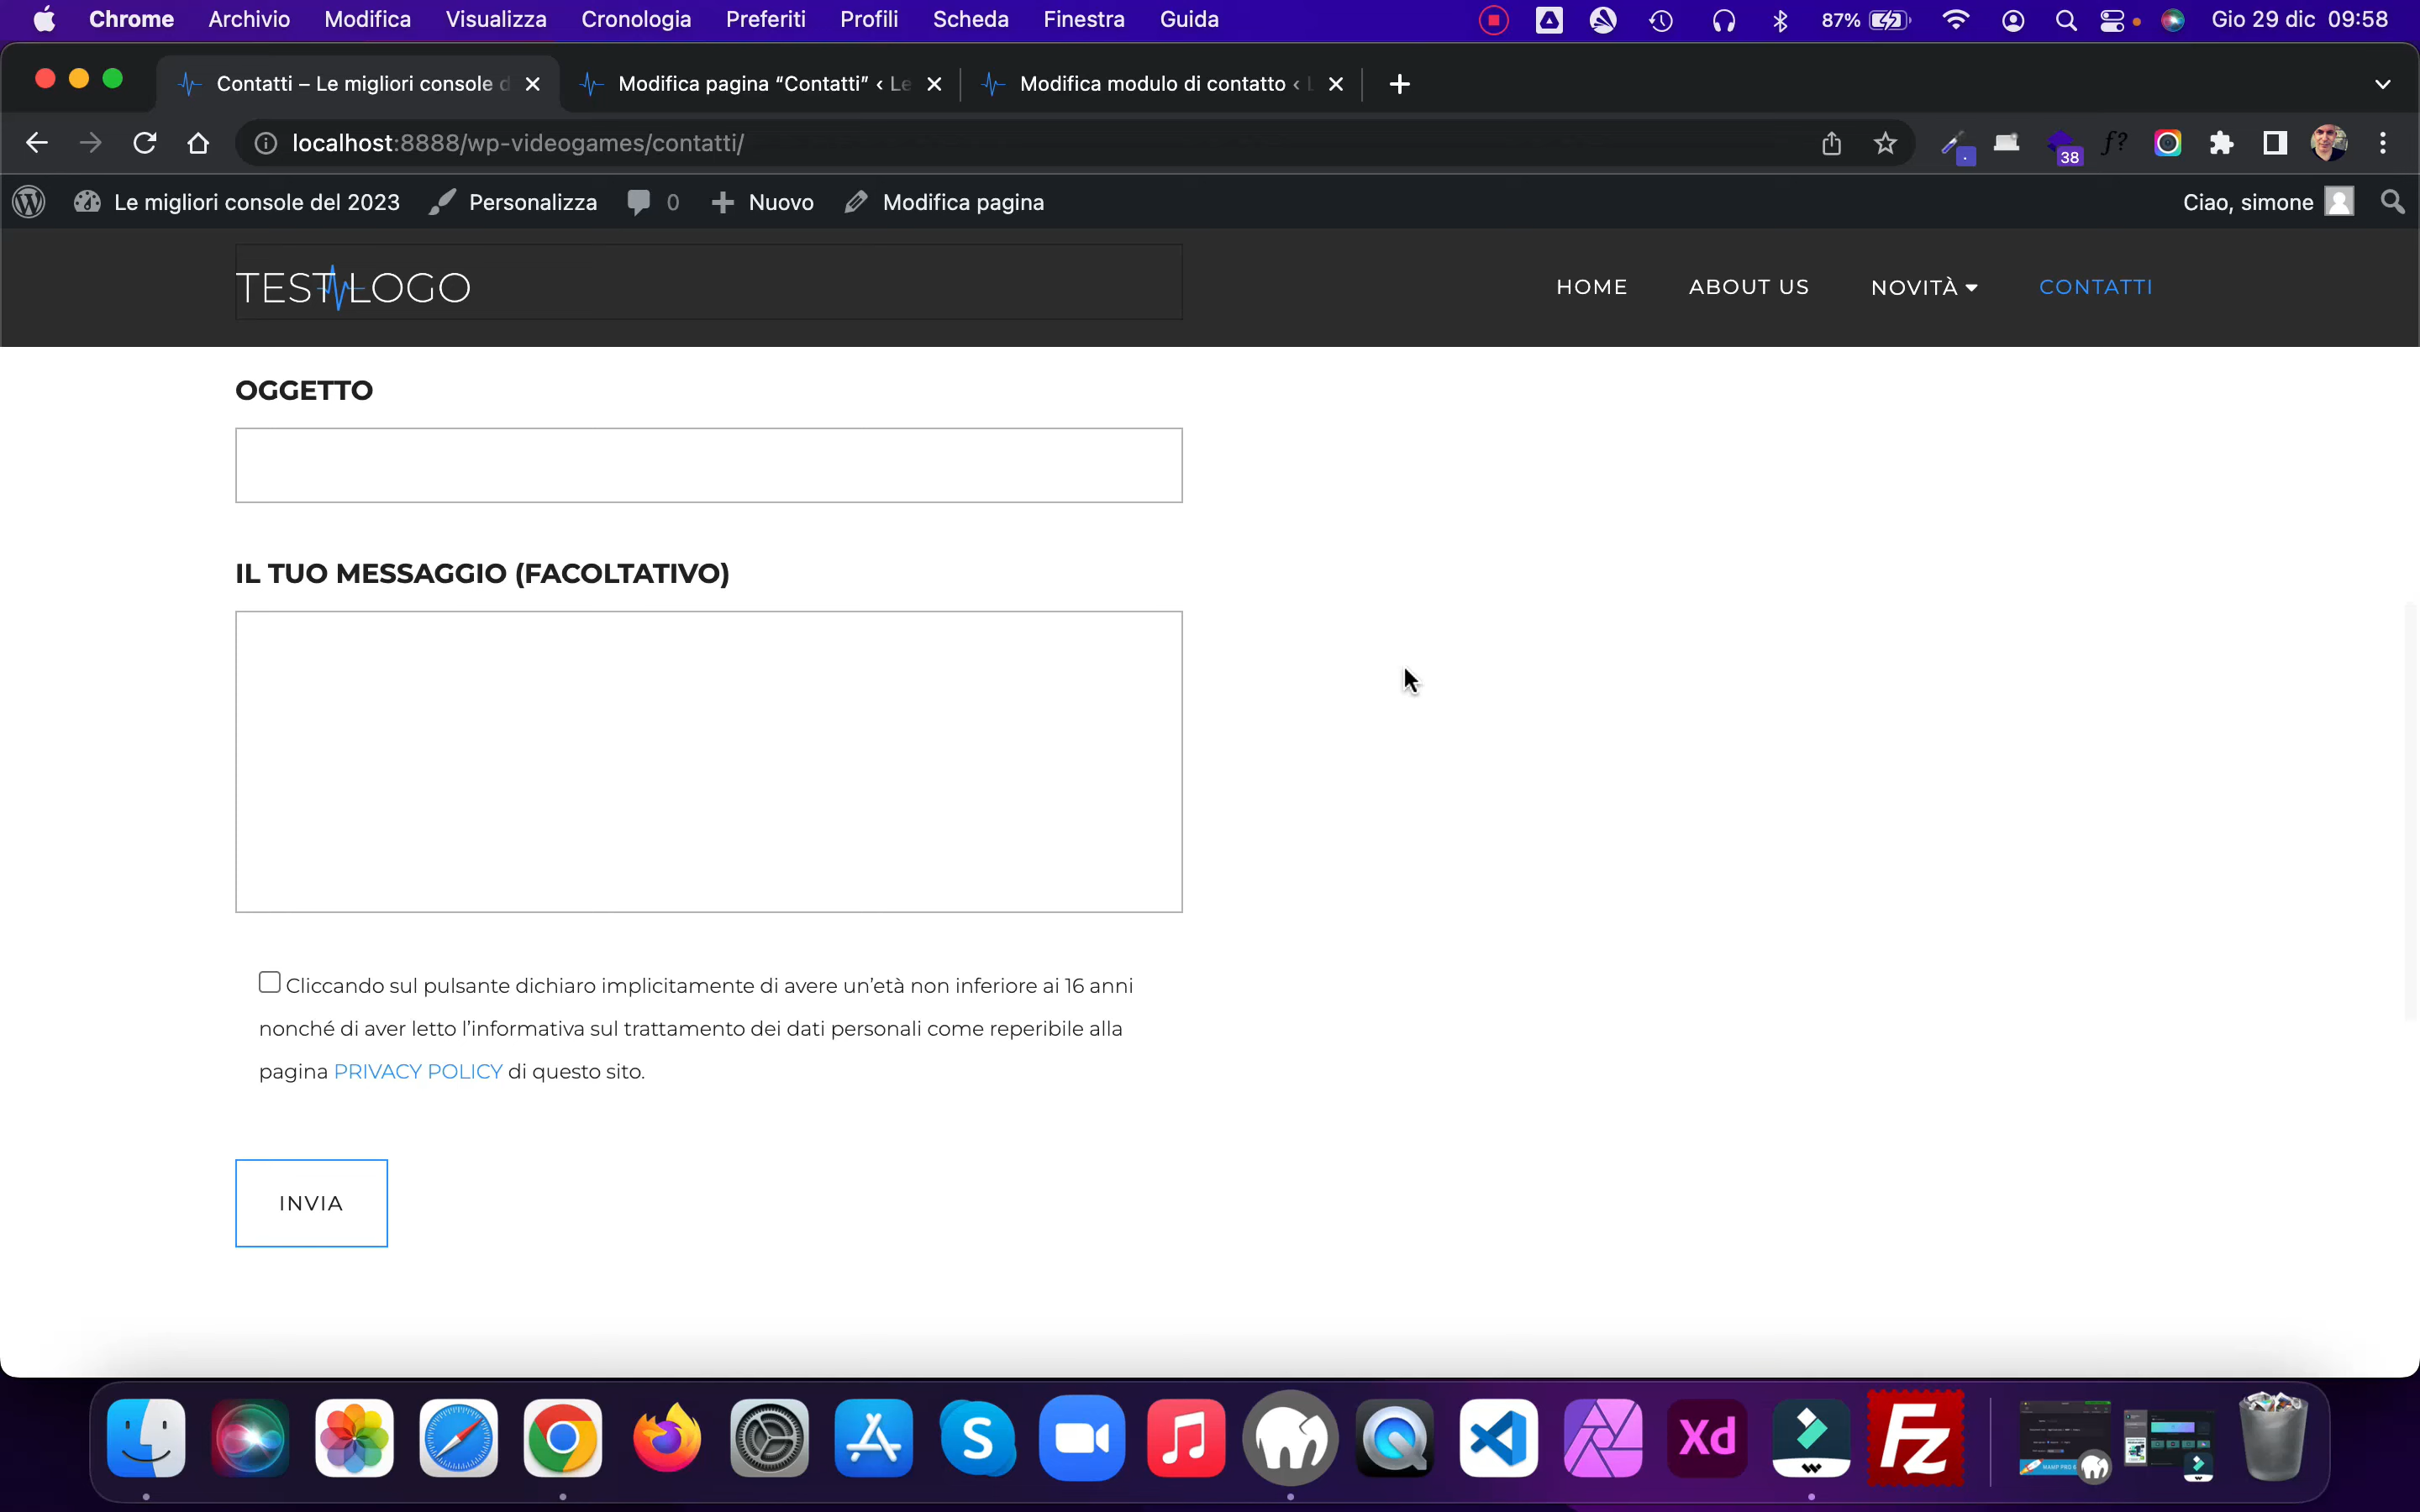 Chrome Archivio Modifica Visualizza Cronologia Preferiti Profili Scheda Finestra Guida 87% Gio 29 dic 09:58
Contatti – Le migliori console d Modifica pagina “Contatti” ‹ Le Modifica modulo di contatto ‹ L
localhost:8888/wp-videogames/contatti/ f? 38
Le migliori console del 2023 Personalizza 0 Nuovo Modifica pagina Ciao, simone
TEST LOGO HOME ABOUT US NOVITÀ CONTATTI
OGGETTO
IL TUO MESSAGGIO (FACOLTATIVO)
Cliccando sul pulsante dichiaro implicitamente di avere un’età non inferiore ai 16 anni
nonché di aver letto l’informativa sul trattamento dei dati personali come reperibile alla
pagina PRIVACY POLICY di questo sito.
INVIA
S Xd Fz